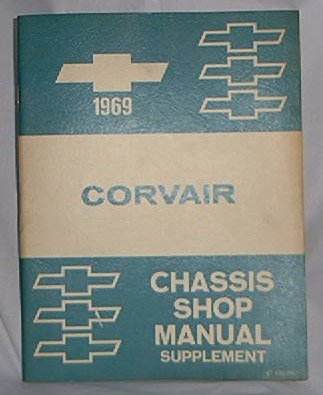 1969
CORVAIR
CHASSIS
SHOP
MANUAL
SUPPLEMENT